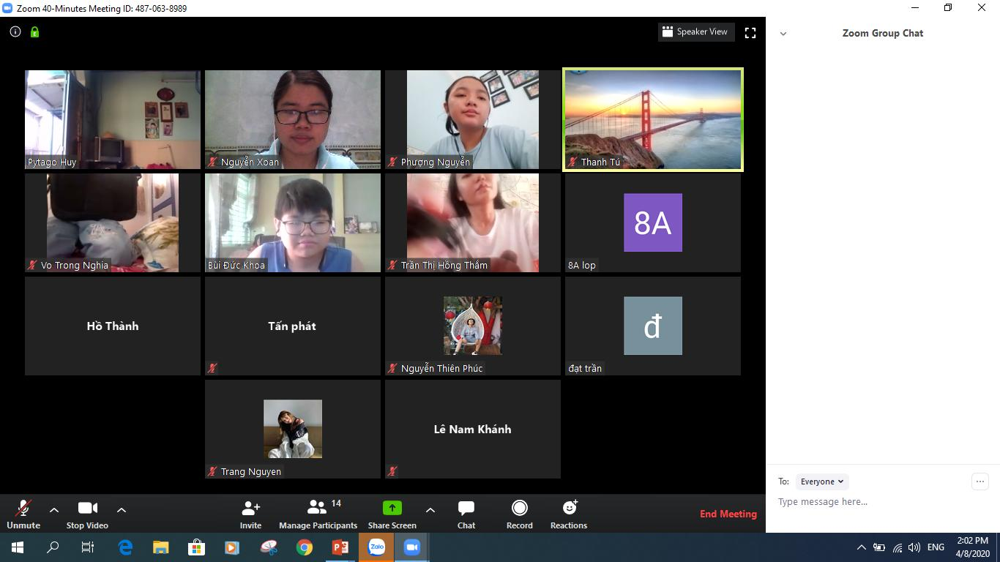 Zoom 40-Minutes Meeting ID: 487-063-8989
Speaker View
Zoom Group Chat
Pytago Huy
Nguyễn Xoan
Phượng Nguyễn
Thanh Tú
Vo Trong Nghia
Bùi Đức Khoa
Trần Thị Hồng Thắm
8A
8A lop
Hồ Thành
Tấn phát
Nguyễn Thiên Phúc
đ
đạt trần
Trang Nguyen
Lê Nam Khánh
To: Everyone
Type message here...
Unmute
Stop Video
Invite
14
Manage Participants
Share Screen
Chat
Record
Reactions
End Meeting
Zalo
ENG
2:02 PM
4/8/2020